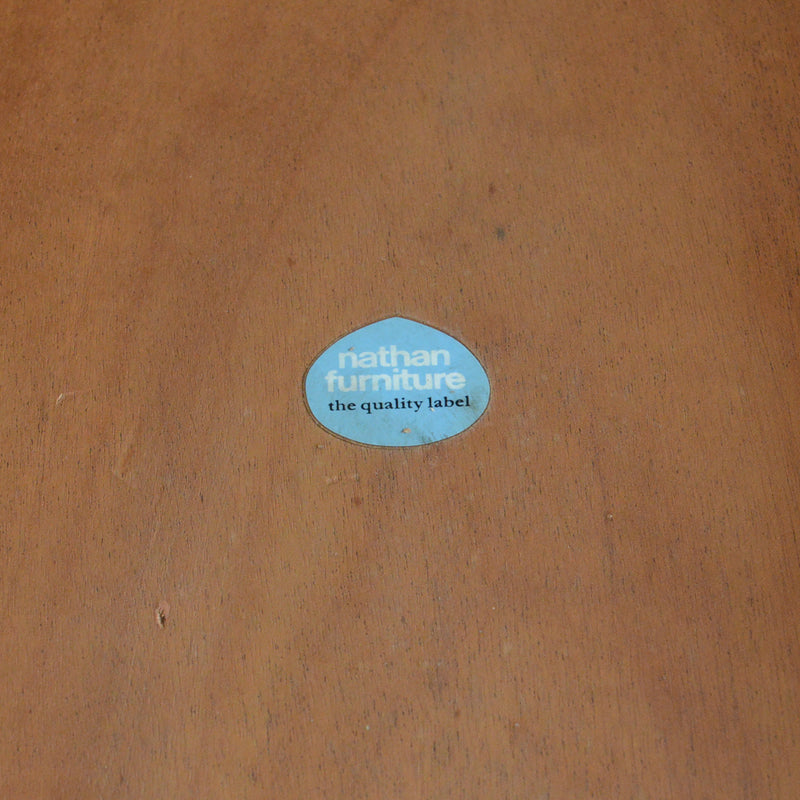 nathan
furniture
the quality label